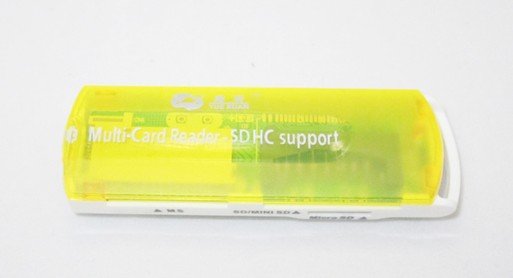 YUE XUAN
Multi-Card Reader - SDHC support
▲ MS
SD/MINI SD ▲
Micro SD ▲